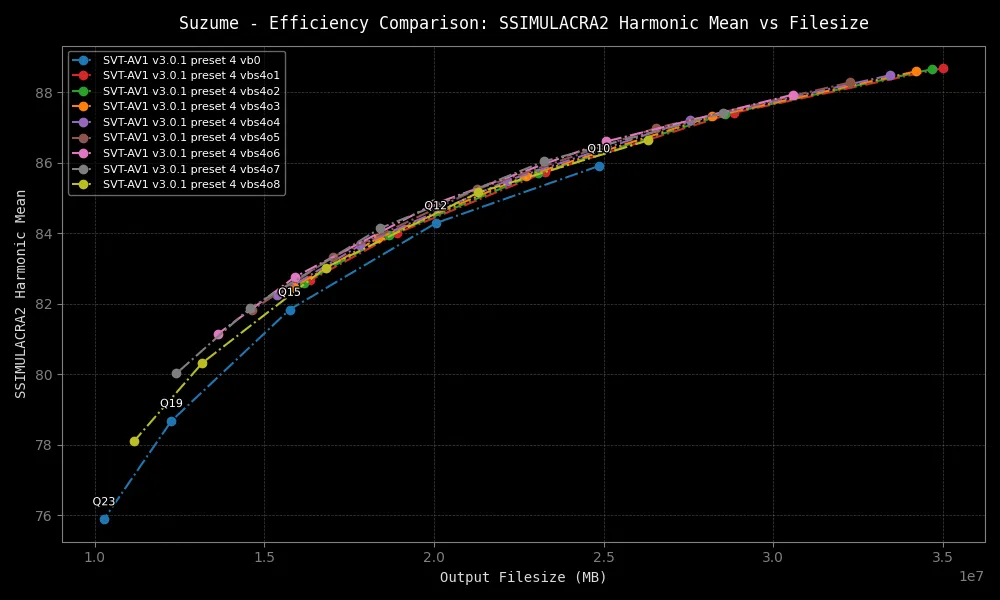 Suzume - Efficiency Comparison: SSIMULACRA2 Harmonic Mean vs Filesize
SVT-AV1 v3.0.1 preset 4 vb0
SVT-AV1 v3.0.1 preset 4 vbs4o1
SVT-AV1 v3.0.1 preset 4 vbs4o2
SVT-AV1 v3.0.1 preset 4 vbs4o3
SVT-AV1 v3.0.1 preset 4 vbs4o4
SVT-AV1 v3.0.1 preset 4 vbs4o5
SVT-AV1 v3.0.1 preset 4 vbs4o6
SVT-AV1 v3.0.1 preset 4 vbs4o7
SVT-AV1 v3.0.1 preset 4 vbs4o8
SSIMULACRA2 Harmonic Mean
88
86
84
82
80
78
76
Q10
Q12
Q15
Q19
Q23
1.0 1.5 2.0 2.5 3.0 3.5
1e7
Output Filesize (MB)